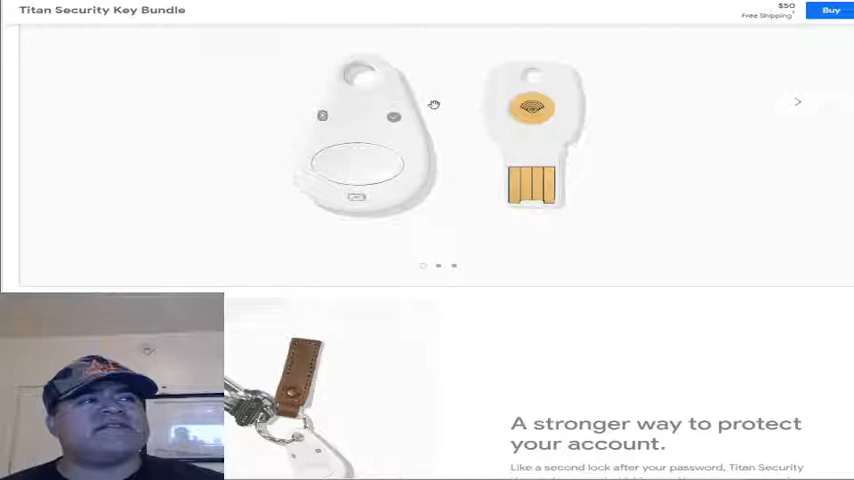 Titan Security Key Bundle
$50
Free Shipping
Buy
A stronger way to protect
your account.
Like a second lock after your password, Titan Security